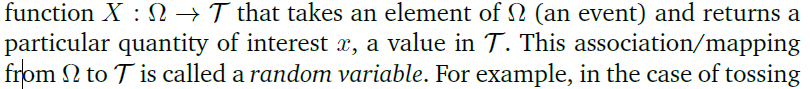 function X : Ω → 𝒯 that takes an element of Ω (an event) and returns a
particular quantity of interest x, a value in 𝒯. This association/mapping
from Ω to 𝒯 is called a random variable. For example, in the case of tossing